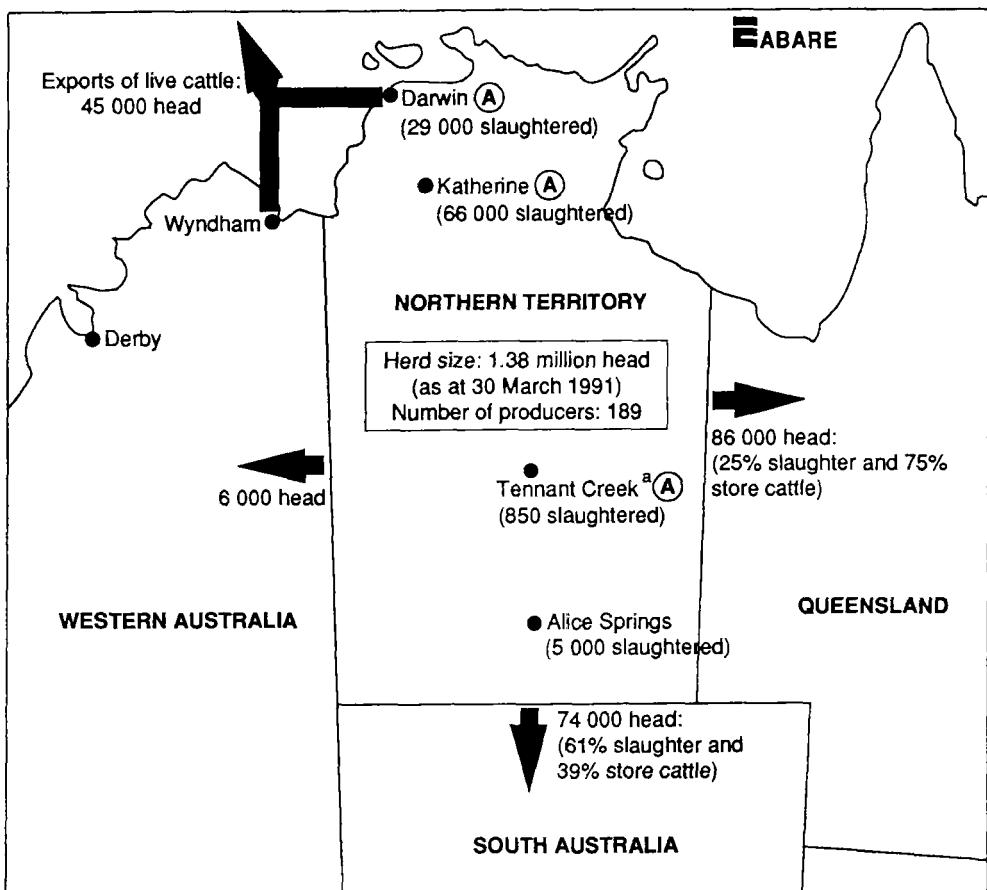 ABARE
Exports of live cattle:
45 000 head
Darwin A
(29 000 slaughtered)
Katherine A
(66 000 slaughtered)
Wyndham
NORTHERN TERRITORY
Derby
Herd size: 1.38 million head
(as at 30 March 1991)
Number of producers: 189
86 000 head:
(25% slaughter and 75%
store cattle)
6 000 head
Tennant Creek a A
(850 slaughtered)
WESTERN AUSTRALIA
QUEENSLAND
Alice Springs
(5 000 slaughtered)
74 000 head:
(61% slaughter and
39% store cattle)
SOUTH AUSTRALIA